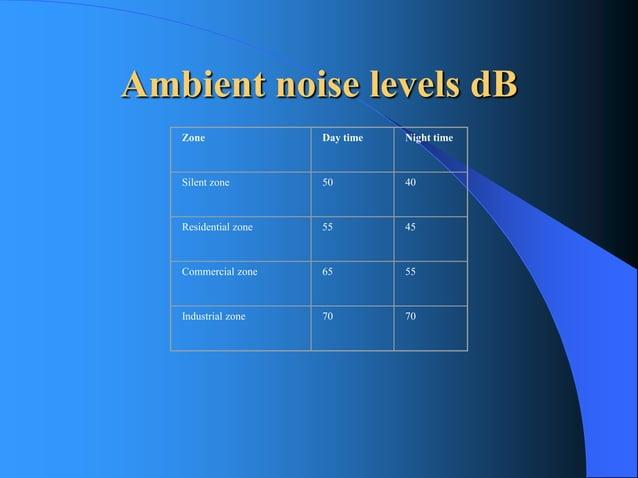 Ambient noise levels dB
Zone Day time Night time
Silent zone 50 40
Residential zone 55 45
Commercial zone 65 55
Industrial zone 70 70